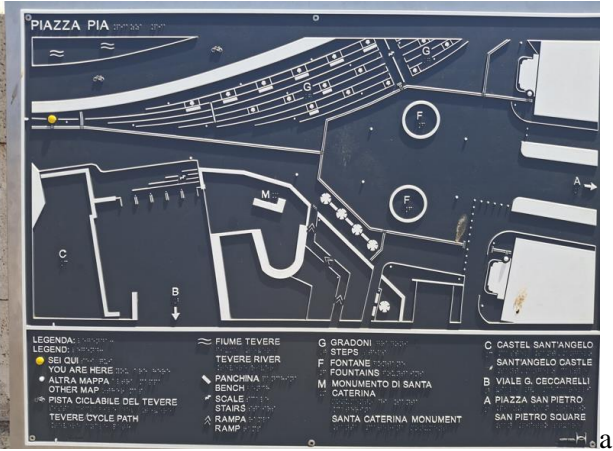 PIAZZA PIA
G
G
F
F
A
M
C
B
LEGENDA:
LEGEND:
SEI QUI
YOU ARE HERE
ALTRA MAPPA
OTHER MAP
PISTA CICLABILE DEL TEVERE
TEVERE CYCLE PATH
FIUME TEVERE
TEVERE RIVER
PANCHINA
BENCH
SCALE
STAIRS
RAMPA
RAMP
G GRADONI
STEPS
F FONTANE
FOUNTAINS
M MONUMENTO DI SANTA
CATERINA
SANTA CATERINA MONUMENT
C CASTEL SANT'ANGELO
SANT'ANGELO CASTLE
B VIALE G. CECCARELLI
A PIAZZA SAN PIETRO
SAN PIETRO SQUARE
a